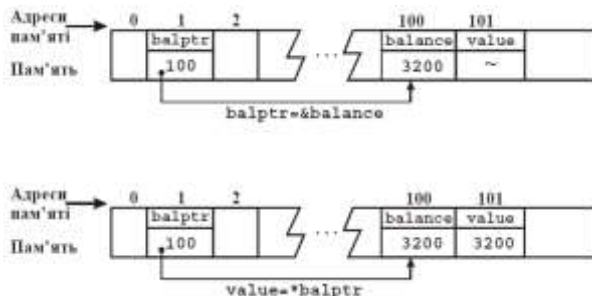 Адреси
пам'яті
0 1 2 100 101
balptr balance value
Пам'ять
100 ... 3200 ~
balptr=&balance
Адреси
пам'яті
0 1 2 100 101
balptr balance value
Пам'ять
100 ... 3200 3200
value=*balptr